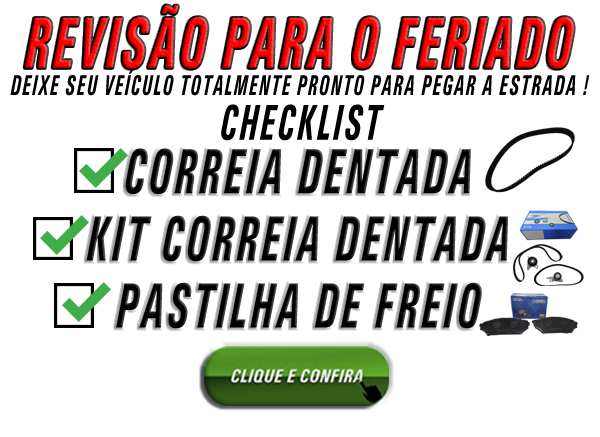 REVISÃO PARA O FERIADO
DEIXE SEU VEÍCULO TOTALMENTE PRONTO PARA PEGAR A ESTRADA !
CHECKLIST
CORREIA DENTADA
KIT CORREIA DENTADA
PASTILHA DE FREIO
CLIQUE E CONFIRA